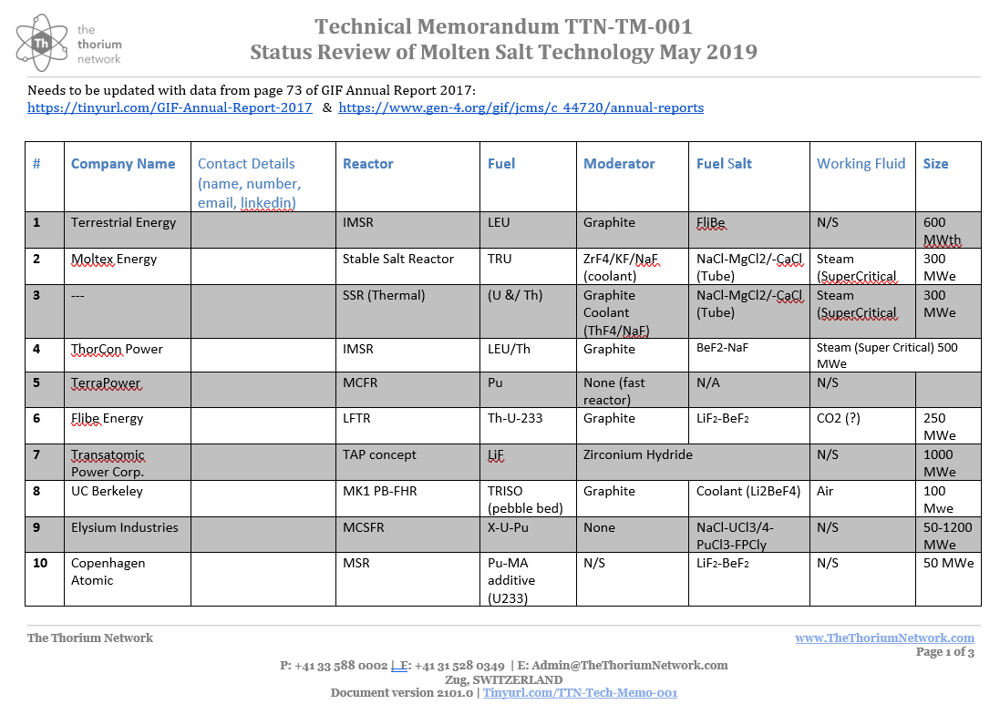 Th
the
thorium
network
Technical Memorandum TTN-TM-001
Status Review of Molten Salt Technology May 2019
Needs to be updated with data from page 73 of GIF Annual Report 2017:
https://tinyurl.com/GIF-Annual-Report-2017 & https://www.gen-4.org/gif/jcms/c_44720/annual-reports
# Company Name Contact Details Reactor Fuel Moderator Fuel Salt Working Fluid Size
(name, number,
email, linkedin)
1 Terrestrial Energy IMSR LEU Graphite FliBe N/S 600
MWth
2 Moltex Energy Stable Salt Reactor TRU ZrF4/KF/NaF NaCl-MgCl2/-CaCl Steam 300
(coolant) (Tube) (SuperCritical MWe
3 --- SSR (Thermal) (U &/ Th) Graphite NaCl-MgCl2/-CaCl Steam 300
Coolant (Tube) (SuperCritical MWe
(ThF4/NaF)
4 ThorCon Power IMSR LEU/Th Graphite BeF2-NaF Steam (Super Critical) 500
MWe
5 TerraPower MCFR Pu None (fast N/A N/S
reactor)
6 Flibe Energy LFTR Th-U-233 Graphite LiF2-BeF2 CO2 (?) 250
MWe
7 Transatomic TAP concept LiF Zirconium Hydride N/S 1000
Power Corp. MWe
8 UC Berkeley MK1 PB-FHR TRISO Graphite Coolant (Li2BeF4) Air 100
(pebble bed) Mwe
9 Elysium Industries MCSFR X-U-Pu None NaCl-UCl3/4- N/S 50-1200
PuCl3-FPCly MWe
10 Copenhagen MSR Pu-MA N/S LiF2-BeF2 N/S 50 MWe
Atomic additive
(U233)
The Thorium Network www.TheThoriumNetwork.com
Page 1 of 3
P: +41 33 588 0002 | F: +41 31 528 0349 | E: Admin@TheThoriumNetwork.com
Zug, SWITZERLAND
Document version 2101.0 | Tinyurl.com/TTN-Tech-Memo-001